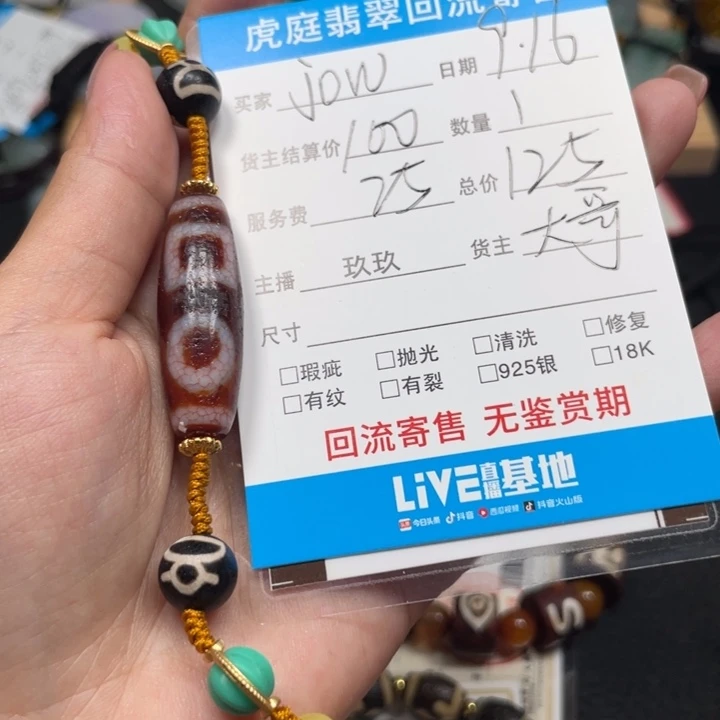 虎庭翡翠回流寄售
买家 jow 日期 9.16
货主结算价 100 数量 1
服务费 25 总价 125
主播 玖玖 货主 大哥
尺寸
□瑕疵 □抛光 □清洗 □修复
□有纹 □有裂 □925银 □18K
回流寄售 无鉴赏期
LiVE直播基地
今日头条 抖音 西瓜视频 抖音火山版